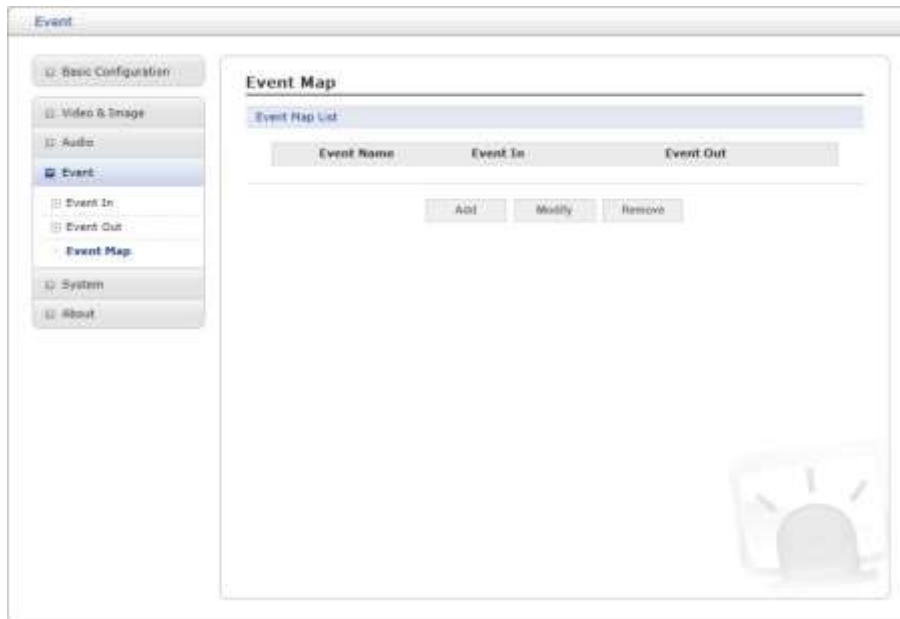 Event
Basic Configuration
Video & Image
Audio
Event
Event In
Event Out
Event Map
System
About
Event Map
Event Map List
Event Name Event In Event Out
Add Modify Remove